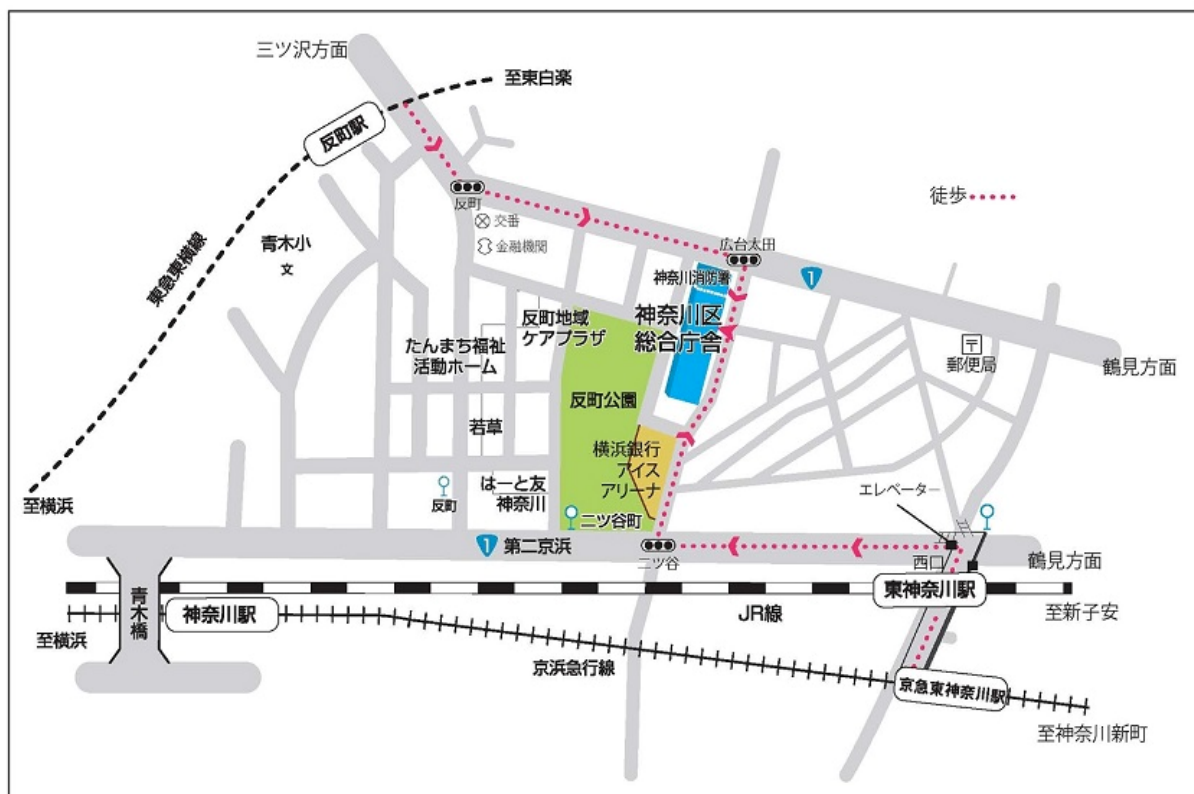 三ツ沢方面
至東白楽
反町駅
徒歩
反町
交番
金融機関
広台太田
青木小
文
東急東横線
神奈川消防署
1
神奈川区
総合庁舎
反町地域
ケアプラザ
たんまち福祉
活動ホーム
〒
郵便局
鶴見方面
反町公園
若草
横浜銀行
アイス
アリーナ
はーと友
神奈川
反町
エレベーター
至横浜
二ツ谷町
1
第二京浜
二ツ谷
西口
鶴見方面
東神奈川駅
青木橋
神奈川駅
JR線
至新子安
至横浜
京浜急行線
京急東神奈川駅
至神奈川新町